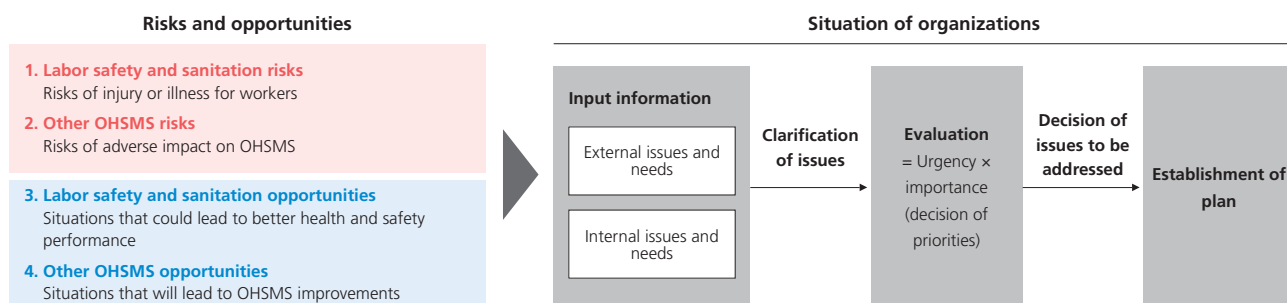 Risks and opportunities
1. Labor safety and sanitation risks
Risks of injury or illness for workers
2. Other OHSMS risks
Risks of adverse impact on OHSMS
3. Labor safety and sanitation opportunities
Situations that could lead to better health and safety
performance
4. Other OHSMS opportunities
Situations that will lead to OHSMS improvements
Situation of organizations
Input information
External issues and
needs
Internal issues and
needs
Clarification
of issues
Evaluation
= Urgency ×
importance
(decision of
priorities)
Decision of
issues to be
addressed
Establishment of
plan